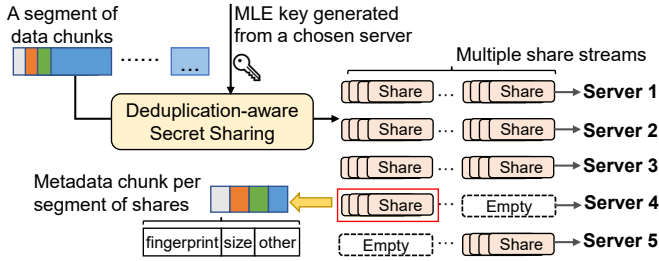 A segment of
data chunks
......
...
MLE key generated
from a chosen server
Multiple share streams
Deduplication-aware
Secret Sharing
Share ... Share Server 1
Share ... Share Server 2
Share ... Share Server 3
Share ... Empty Server 4
Empty ... Share Server 5
Metadata chunk per
segment of shares
fingerprint size other